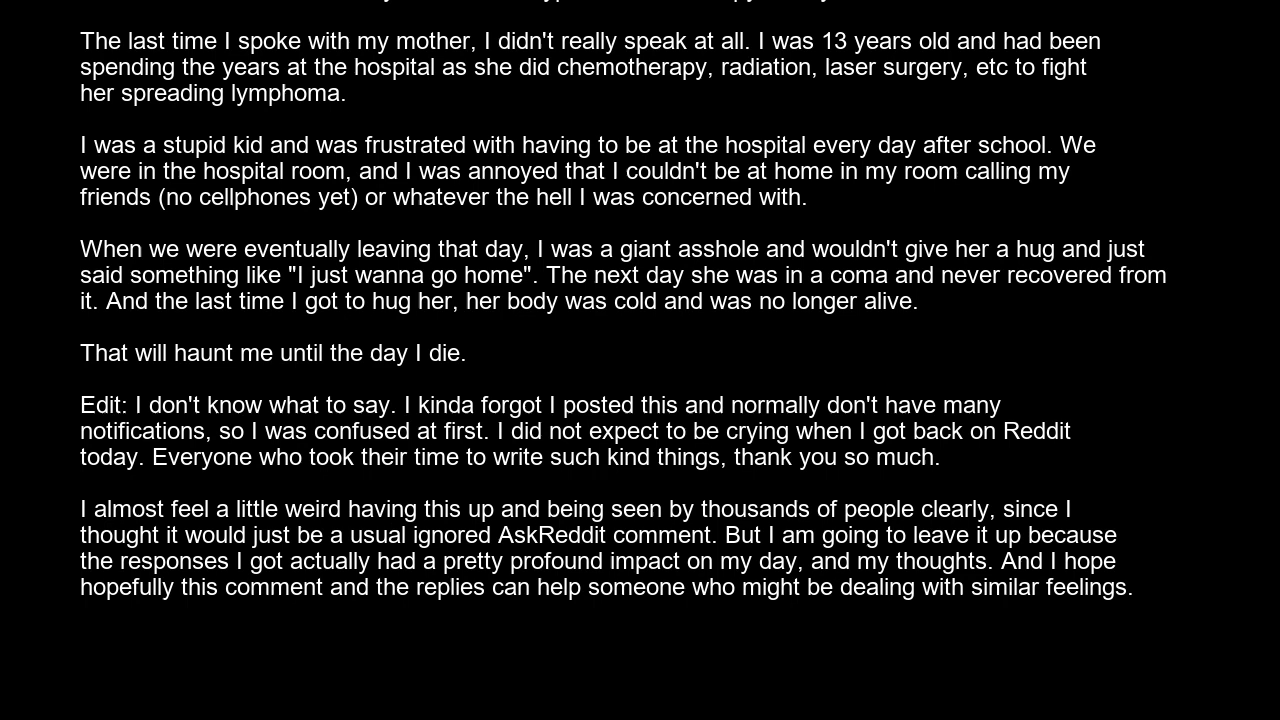 The last time I spoke with my mother, I didn't really speak at all. I was 13 years old and had been
spending the years at the hospital as she did chemotherapy, radiation, laser surgery, etc to fight
her spreading lymphoma.
I was a stupid kid and was frustrated with having to be at the hospital every day after school. We
were in the hospital room, and I was annoyed that I couldn't be at home in my room calling my
friends (no cellphones yet) or whatever the hell I was concerned with.
When we were eventually leaving that day, I was a giant asshole and wouldn't give her a hug and just
said something like "I just wanna go home". The next day she was in a coma and never recovered from
it. And the last time I got to hug her, her body was cold and was no longer alive.
That will haunt me until the day I die.
Edit: I don't know what to say. I kinda forgot I posted this and normally don't have many
notifications, so I was confused at first. I did not expect to be crying when I got back on Reddit
today. Everyone who took their time to write such kind things, thank you so much.
I almost feel a little weird having this up and being seen by thousands of people clearly, since I
thought it would just be a usual ignored AskReddit comment. But I am going to leave it up because
the responses I got actually had a pretty profound impact on my day, and my thoughts. And I hope
hopefully this comment and the replies can help someone who might be dealing with similar feelings.